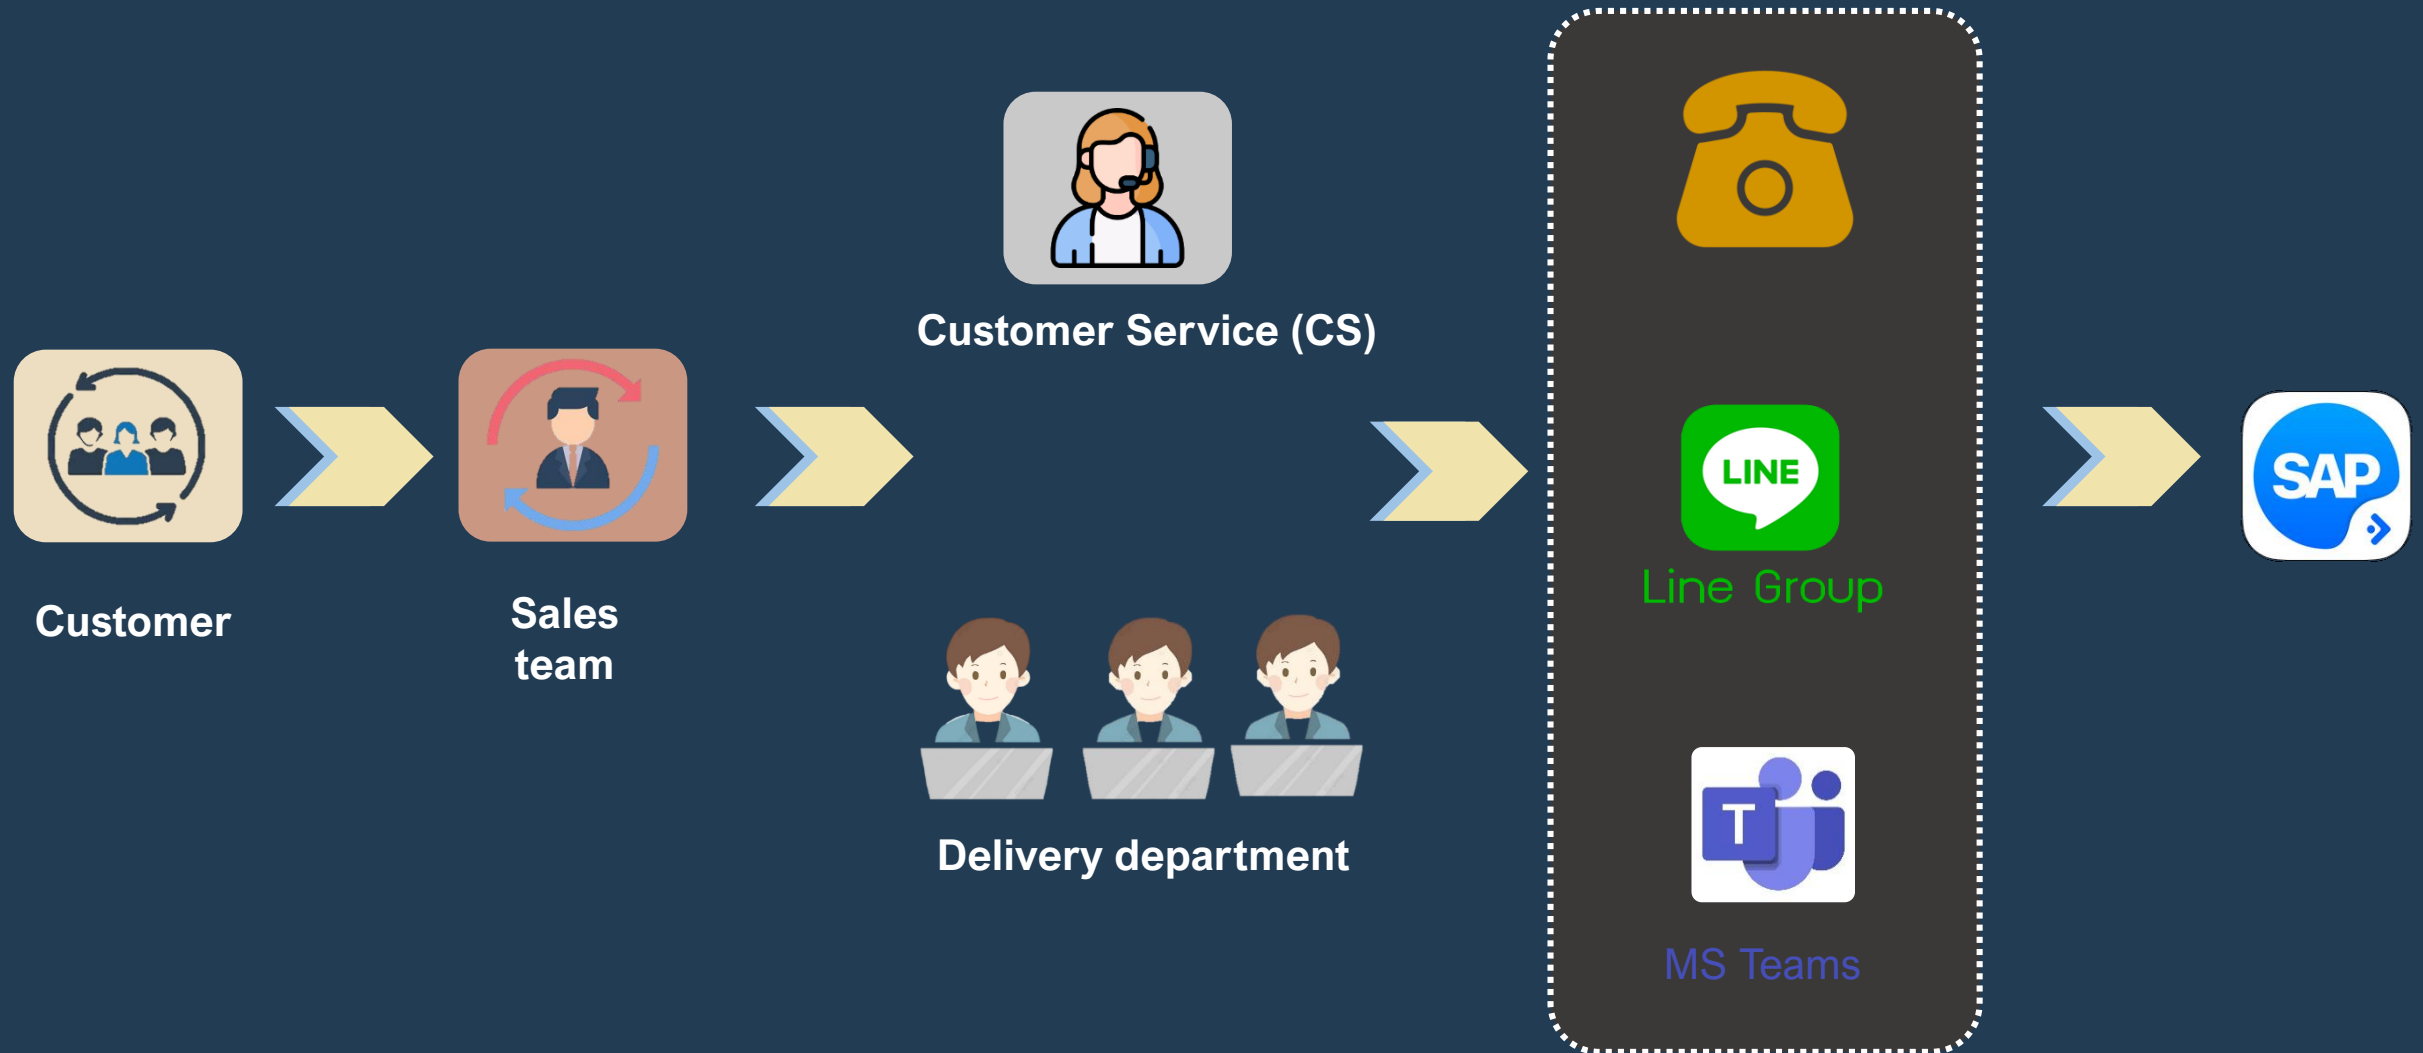 Customer
Sales
team
Customer Service (CS)
Delivery department
LINE
Line Group
T
MS Teams
SAP